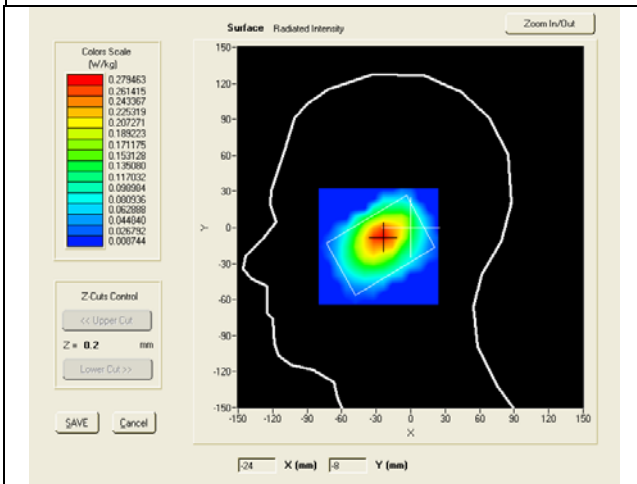 Surface Radiated Intensity
Zoom In/Out
Colors Scale
(W/kg)
0.279463
0.261415
0.243367
0.225319
0.207271
0.189223
0.171175
0.153128
0.135080
0.117032
0.098984
0.080936
0.062888
0.044840
0.026792
0.008744
Z-Cuts Control
<< Upper Cut
Z = 0.2 mm
Lower Cut >>
SAVE Cancel
150
120
90
60
30
0
-30
-60
-90
-120
-150
Y
-150 -120 -90 -60 -30 0 30 60 90 120 150
X
-24 X (mm) -8 Y (mm)